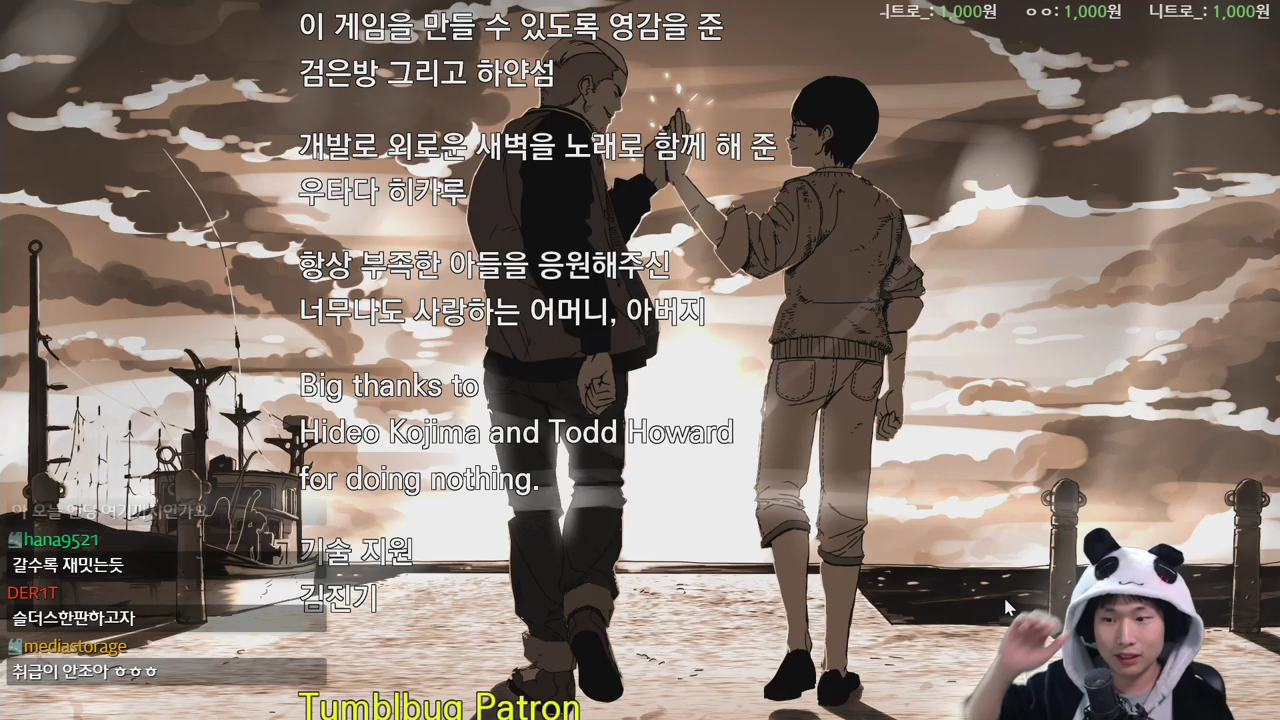 니트로_: 1,000원 ㅇㅇ: 1,000원 니트로_: 1,000원
이 게임을 만들 수 있도록 영감을 준
검은방 그리고 하얀섬
개발로 외로운 새벽을 노래로 함께 해 준
우타다 히카루
항상 부족한 아들을 응원해주신
너무나도 사랑하는 어머니, 아버지
Big thanks to
Hideo Kojima and Todd Howard
for doing nothing.
기술 지원
김진기
Tumblbug Patron
오늘
hana9521
갈수록 재밋는듯
DER1T
슬더스한판하고자
mediastorage
취급이 안조아 ㅎㅎㅎ